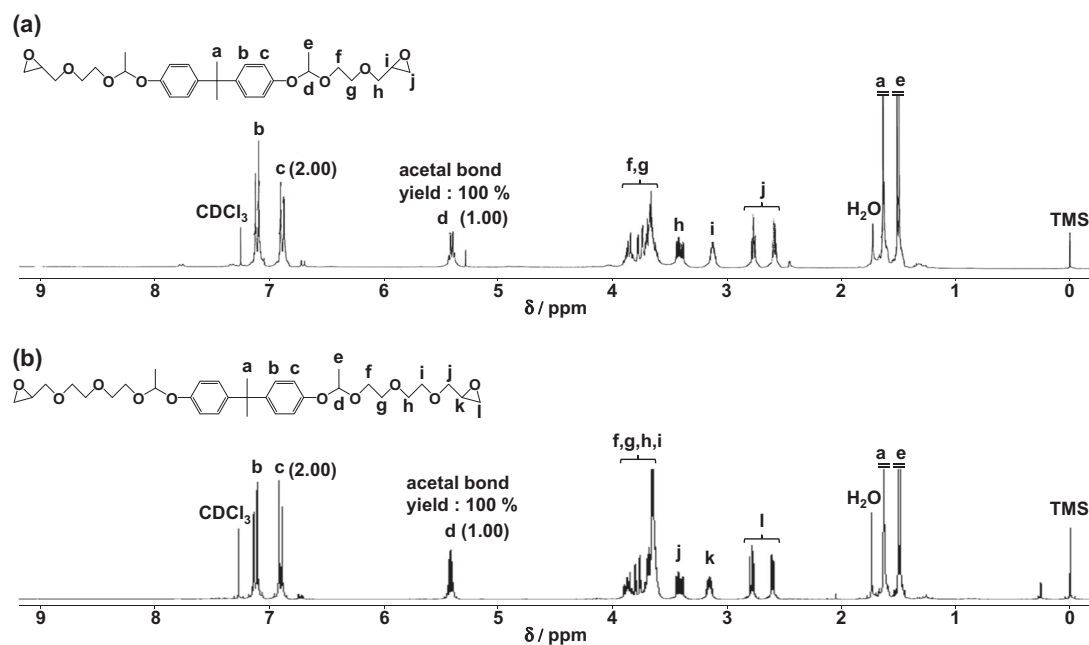 (a)
O O O O O O O O
a b c d e f g h i j
b
c (2.00)
CDCl3
acetal bond
yield : 100 %
d (1.00)
f,g
h
i
j
H2O
a e
TMS
9 8 7 6 5 4 3 2 1 0
δ / ppm
(b)
O O O O O O O O O O
a b c d e f g h i j k l
b
c (2.00)
CDCl3
acetal bond
yield : 100 %
d (1.00)
f,g,h,i
j
k
l
H2O
a e
TMS
9 8 7 6 5 4 3 2 1 0
δ / ppm